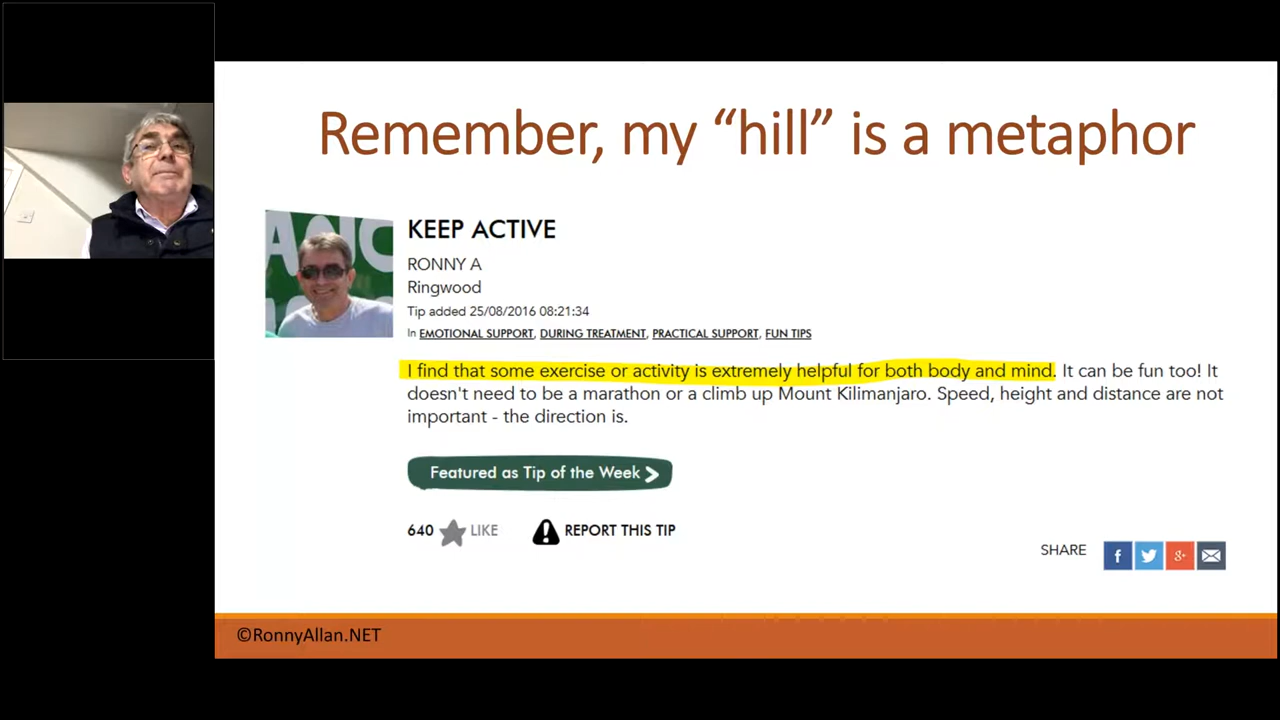 Remember, my “hill” is a metaphor
KEEP ACTIVE
RONNY A
Ringwood
Tip added 25/08/2016 08:21:34
In EMOTIONAL SUPPORT, DURING TREATMENT, PRACTICAL SUPPORT, FUN TIPS
I find that some exercise or activity is extremely helpful for both body and mind. It can be fun too! It
doesn't need to be a marathon or a climb up Mount Kilimanjaro. Speed, height and distance are not
important - the direction is.
Featured as Tip of the Week >
640 LIKE REPORT THIS TIP
SHARE f g+
©RonnyAllan.NET